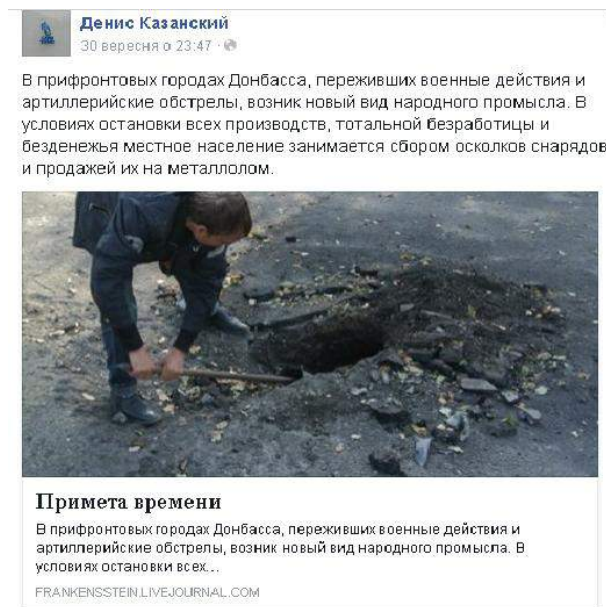 Денис Казанский
30 вересня о 23:47 ·
В прифронтовых городах Донбасса, переживших военные действия и
артиллерийские обстрелы, возник новый вид народного промысла. В
условиях остановки всех производств, тотальной безработицы и
безденежья местное население занимается сбором осколков снарядов
и продажей их на металлолом.
Примета времени
В прифронтовых городах Донбасса, переживших военные действия и
артиллерийские обстрелы, возник новый вид народного промысла. В
условиях остановки всех...
FRANKENSSTEIN.LIVEJOURNAL.COM